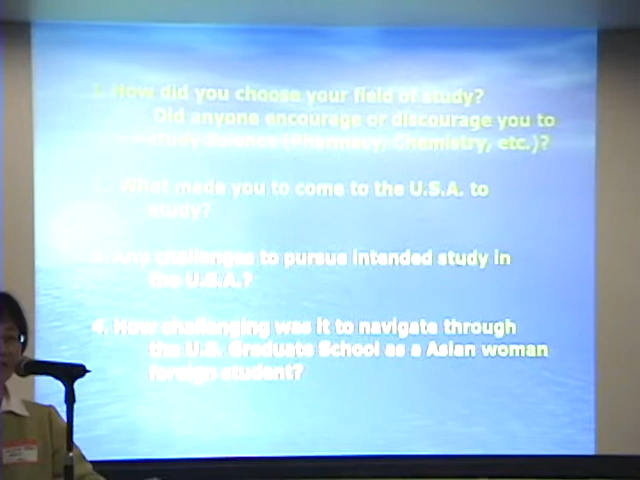 1. How did you choose your field of study?
Did anyone encourage or discourage you to
study science (Pharmacy, Chemistry, etc.)?
2. What made you to come to the U.S.A. to
study?
3. Any challenges to pursue intended study in
the U.S.A.?
4. How challenging was it to navigate through
the U.S. Graduate School as a Asian woman
foreign student?